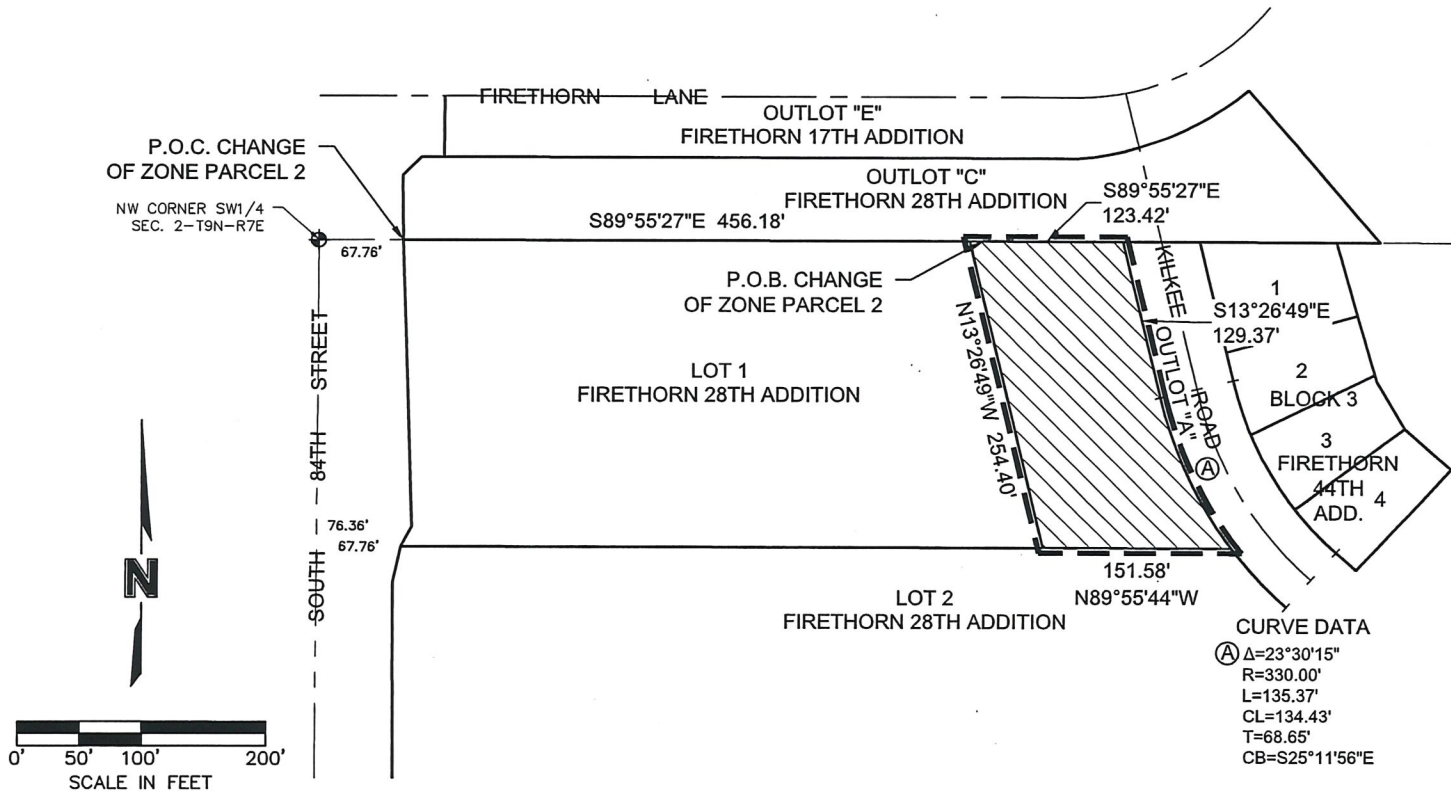 FIRETHORN LANE
OUTLOT "E"
FIRETHORN 17TH ADDITION
P.O.C. CHANGE
OF ZONE PARCEL 2
OUTLOT "C"
FIRETHORN 28TH ADDITION
S89°55'27"E
123.42'
NW CORNER SW1/4
SEC. 2-T9N-R7E
S89°55'27"E 456.18'
67.76'
P.O.B. CHANGE
OF ZONE PARCEL 2
KILKEE ROAD
OUTLOT "A"
1
S13°26'49"E
129.37'
N13°26'49"W 254.40'
LOT 1
FIRETHORN 28TH ADDITION
2
BLOCK 3
3
FIRETHORN
44TH
ADD.
4
A
SOUTH 84TH STREET
76.36'
67.76'
N
151.58'
N89°55'44"W
LOT 2
FIRETHORN 28TH ADDITION
CURVE DATA
A Δ=23°30'15"
R=330.00'
L=135.37'
CL=134.43'
T=68.65'
CB=S25°11'56"E
0' 50' 100' 200'
SCALE IN FEET